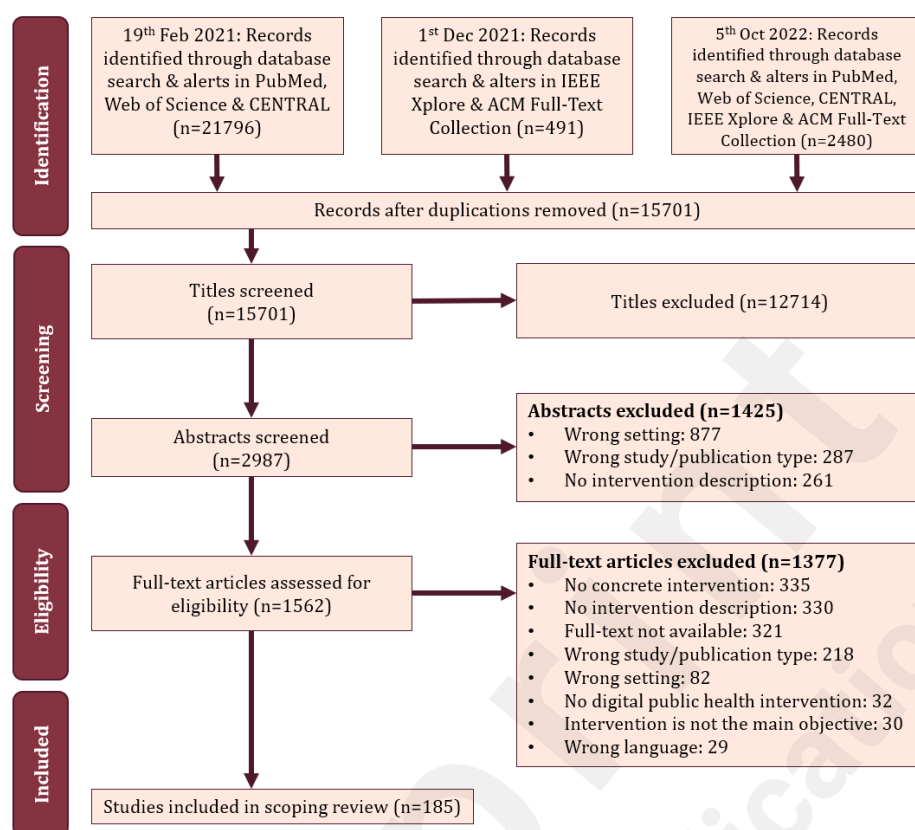 Identification
19th Feb 2021: Records
identified through database
search & alerts in PubMed,
Web of Science & CENTRAL
(n=21796)
1st Dec 2021: Records
identified through database
search & alters in IEEE
Xplore & ACM Full-Text
Collection (n=491)
5th Oct 2022: Records
identified through database
search & alters in PubMed,
Web of Science, CENTRAL,
IEEE Xplore & ACM Full-Text
Collection (n=2480)
Records after duplications removed (n=15701)
Screening
Titles screened
(n=15701)
Titles excluded (n=12714)
Abstracts screened
(n=2987)
Abstracts excluded (n=1425)
• Wrong setting: 877
• Wrong study/publication type: 287
• No intervention description: 261
Eligibility
Full-text articles assessed for
eligibility (n=1562)
Full-text articles excluded (n=1377)
• No concrete intervention: 335
• No intervention description: 330
• Full-text not available: 321
• Wrong study/publication type: 218
• Wrong setting: 82
• No digital public health intervention: 32
• Intervention is not the main objective: 30
• Wrong language: 29
Included
Studies included in scoping review (n=185)